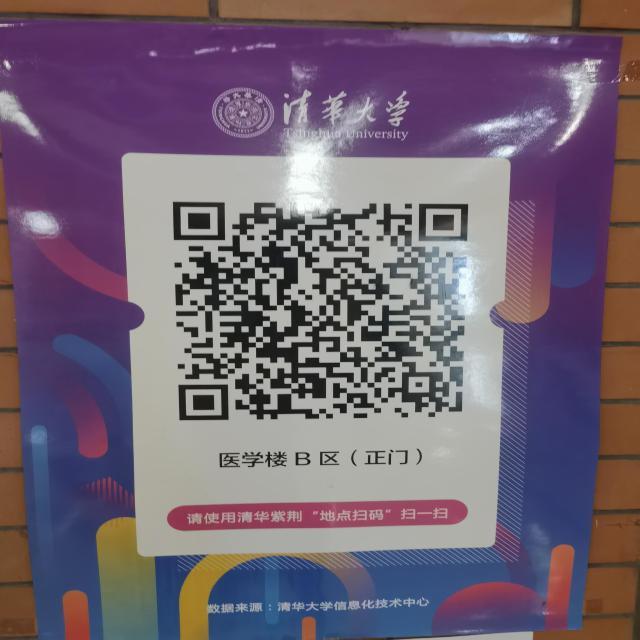 清华大学
Tsinghua University
医学楼 B 区（正门）
请使用清华紫荆“地点扫码”扫一扫
数据来源：清华大学信息化技术中心